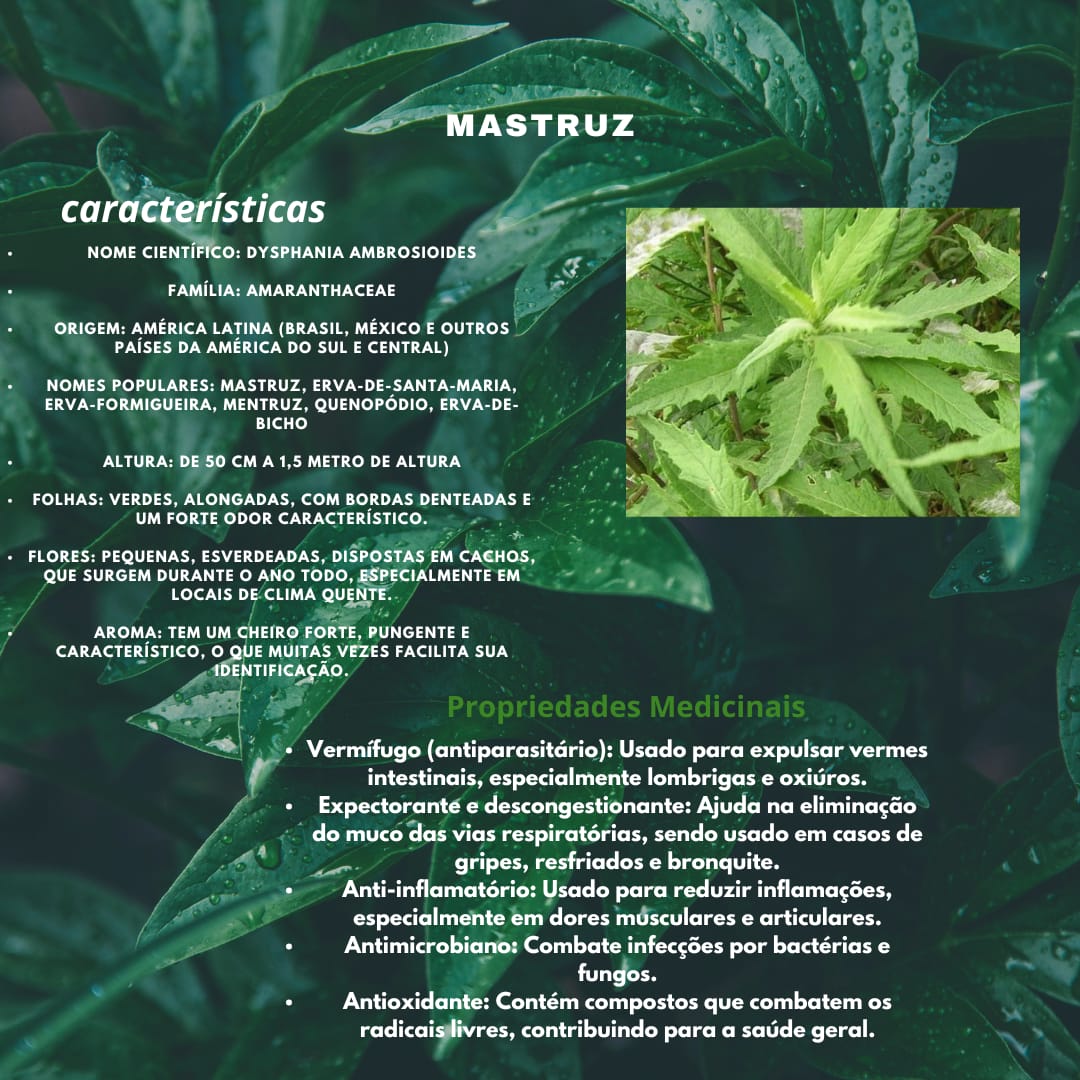 MASTRUZ
características
• NOME CIENTÍFICO: DYSPHANIA AMBROSIOIDES
• FAMÍLIA: AMARANTHACEAE
• ORIGEM: AMÉRICA LATINA (BRASIL, MÉXICO E OUTROS
PAÍSES DA AMÉRICA DO SUL E CENTRAL)
• NOMES POPULARES: MASTRUZ, ERVA-DE-SANTA-MARIA,
ERVA-FORMIGUEIRA, MENTRUZ, QUENOPÓDIO, ERVA-DE-
BICHO
• ALTURA: DE 50 CM A 1,5 METRO DE ALTURA
• FOLHAS: VERDES, ALONGADAS, COM BORDAS DENTEADAS E
UM FORTE ODOR CARACTERÍSTICO.
• FLORES: PEQUENAS, ESVERDEADAS, DISPOSTAS EM CACHOS,
QUE SURGEM DURANTE O ANO TODO, ESPECIALMENTE EM
LOCAIS DE CLIMA QUENTE.
• AROMA: TEM UM CHEIRO FORTE, PUNGENTE E
CARACTERÍSTICO, O QUE MUITAS VEZES FACILITA SUA
IDENTIFICAÇÃO.
Propriedades Medicinais
• Vermífugo (antiparasitário): Usado para expulsar vermes
intestinais, especialmente lombrigas e oxiúros.
• Expectorante e descongestionante: Ajuda na eliminação
do muco das vias respiratórias, sendo usado em casos de
gripes, resfriados e bronquite.
• Anti-inflamatório: Usado para reduzir inflamações,
especialmente em dores musculares e articulares.
• Antimicrobiano: Combate infecções por bactérias e
fungos.
• Antioxidante: Contém compostos que combatem os
radicais livres, contribuindo para a saúde geral.